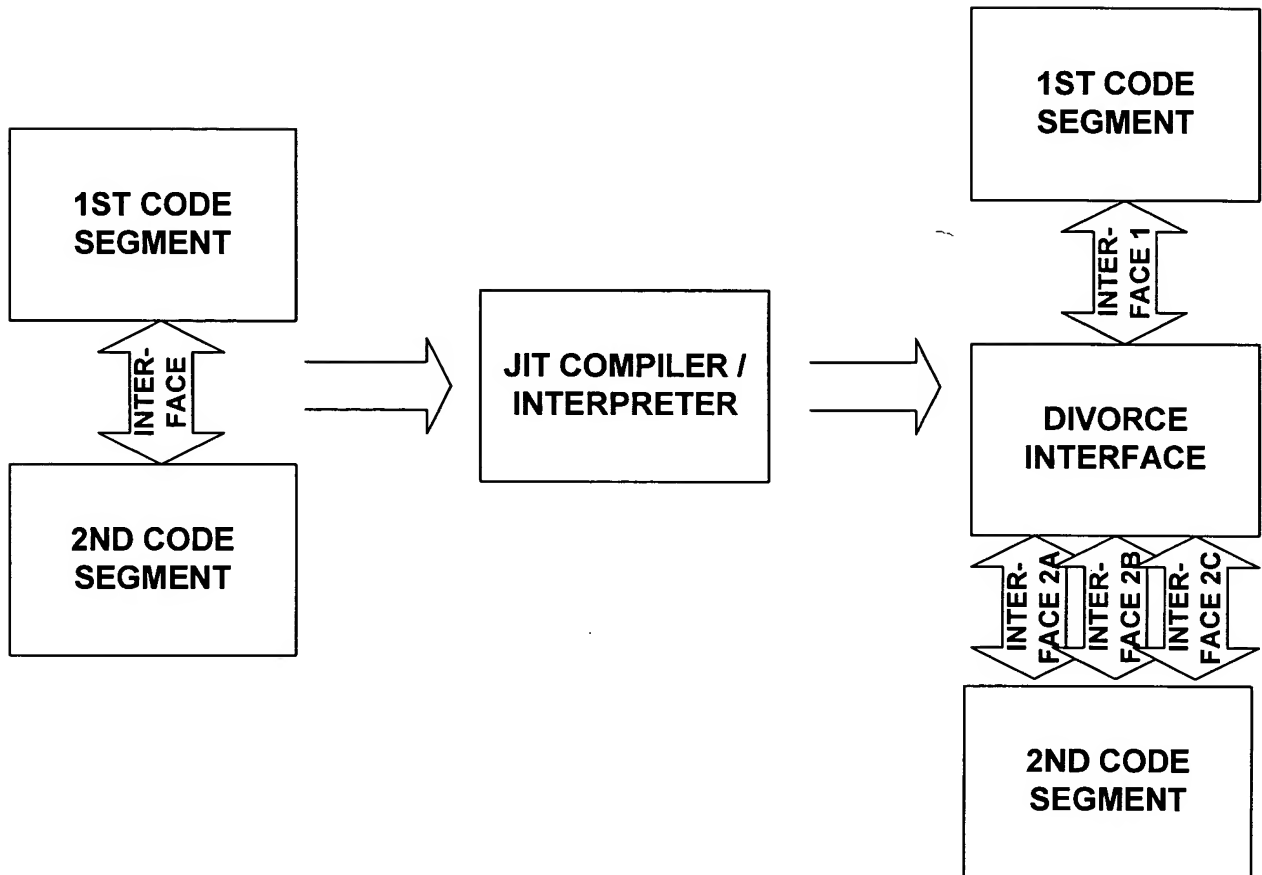 1ST CODE
SEGMENT
INTER-
FACE
2ND CODE
SEGMENT
JIT COMPILER /
INTERPRETER
1ST CODE
SEGMENT
INTER-
FACE 1
DIVORCE
INTERFACE
INTER-
FACE 2A
INTER-
FACE 2B
INTER-
FACE 2C
2ND CODE
SEGMENT